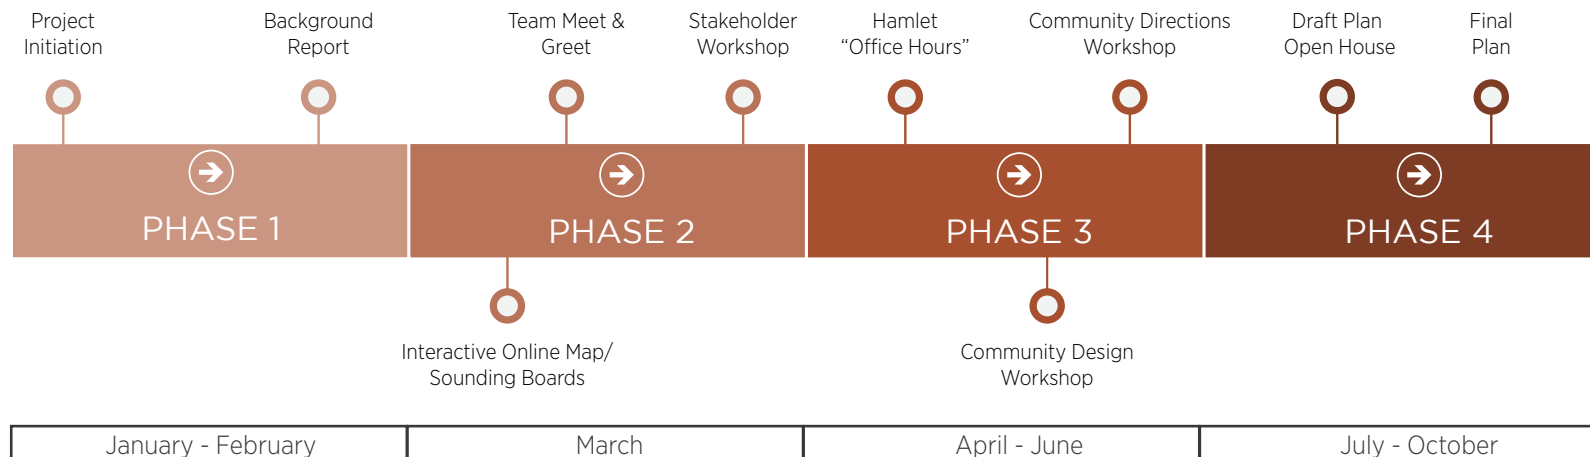 Project
Initiation
Background
Report
Team Meet &
Greet
Stakeholder
Workshop
Hamlet
“Office Hours”
Community Directions
Workshop
Draft Plan
Open House
Final
Plan
PHASE 1
PHASE 2
PHASE 3
PHASE 4
Interactive Online Map/
Sounding Boards
Community Design
Workshop
January - February
March
April - June
July - October